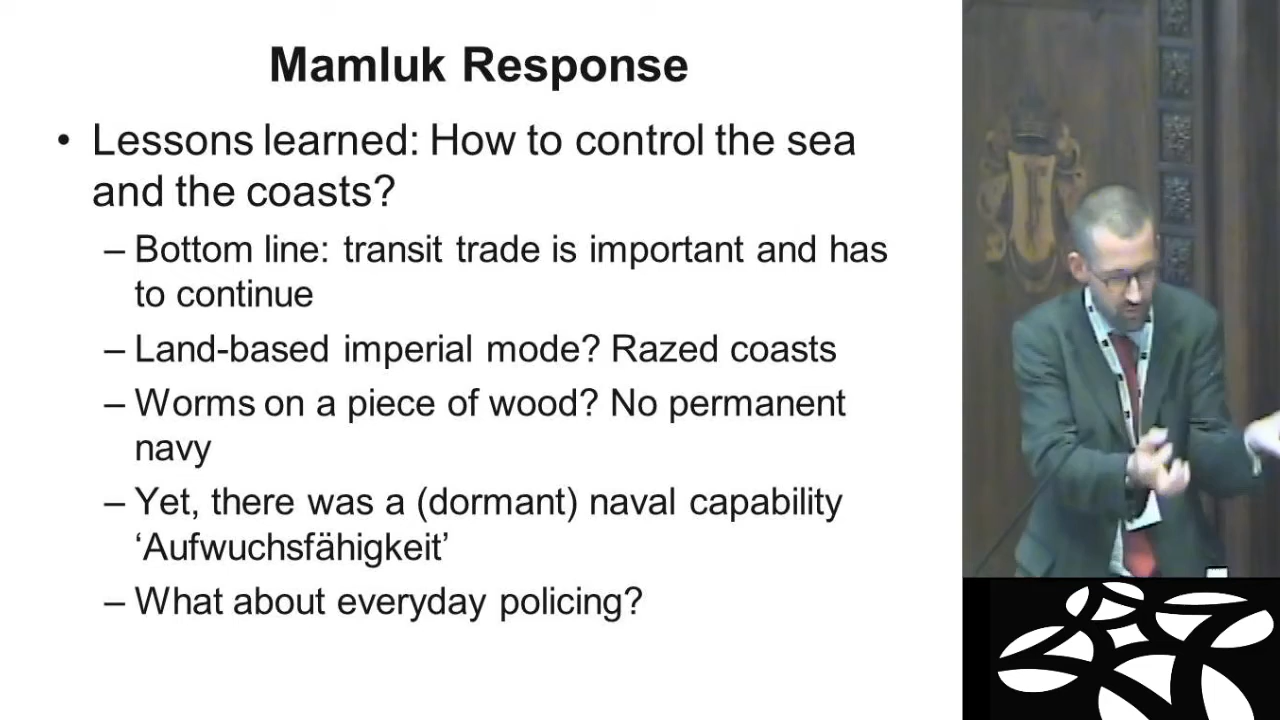 Mamluk Response
• Lessons learned: How to control the sea
and the coasts?
– Bottom line: transit trade is important and has
to continue
– Land-based imperial mode? Razed coasts
– Worms on a piece of wood? No permanent
navy
– Yet, there was a (dormant) naval capability
‘Aufwuchsfähigkeit’
– What about everyday policing?